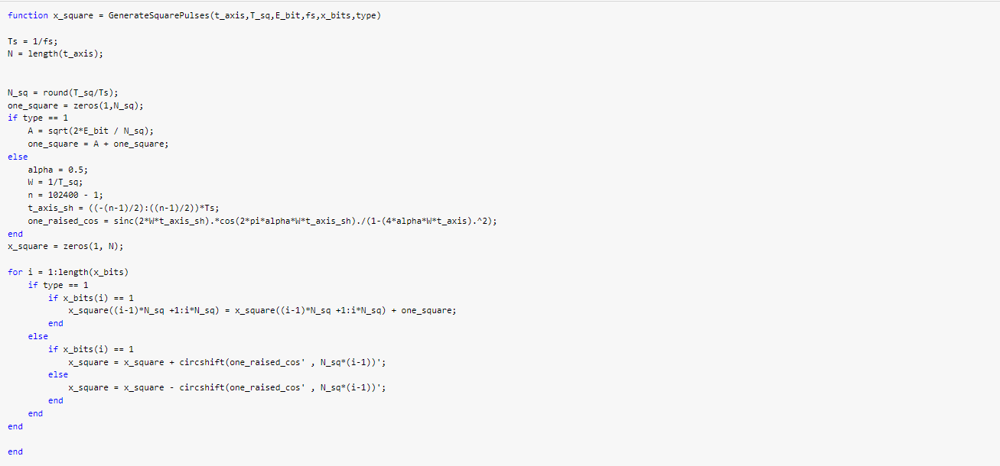 function x_square = GenerateSquarePulses(t_axis,T_sq,E_bit,fs,x_bits,type)
Ts = 1/fs;
N = length(t_axis);
N_sq = round(T_sq/Ts);
one_square = zeros(1,N_sq);
if type == 1
    A = sqrt(2*E_bit / N_sq);
    one_square = A + one_square;
else
    alpha = 0.5;
    W = 1/T_sq;
    n = 102400 - 1;
    t_axis_sh = ((-(n-1)/2):((n-1)/2))*Ts;
    one_raised_cos = sinc(2*W*t_axis_sh).*cos(2*pi*alpha*W*t_axis_sh)./(1-(4*alpha*W*t_axis).^2);
end
x_square = zeros(1, N);
for i = 1:length(x_bits)
    if type == 1
        if x_bits(i) == 1
            x_square((i-1)*N_sq +1:i*N_sq) = x_square((i-1)*N_sq +1:i*N_sq) + one_square;
        end
    else
        if x_bits(i) == 1
            x_square = x_square + circshift(one_raised_cos' , N_sq*(i-1))';
        else
            x_square = x_square - circshift(one_raised_cos' , N_sq*(i-1))';
        end
    end
end
end